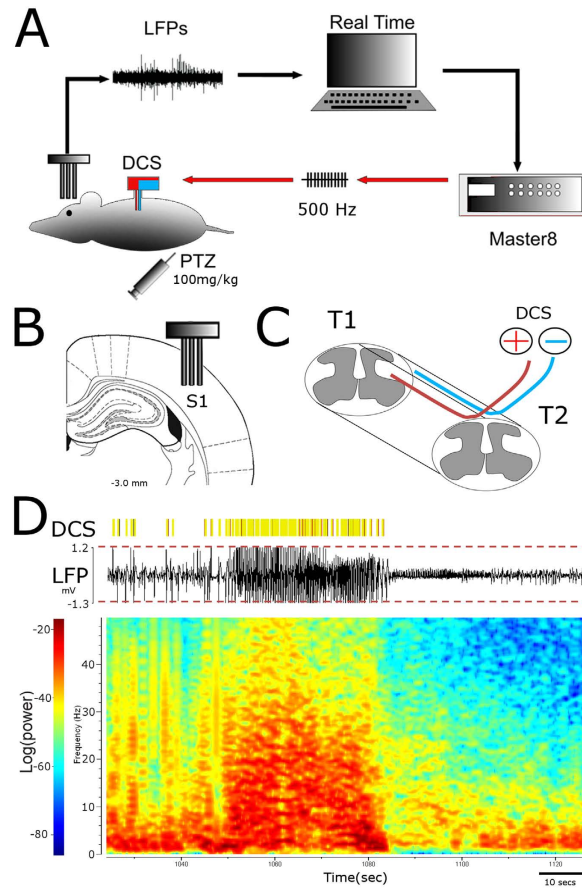 A
LFPs
Real Time
DCS
500 Hz
Master8
PTZ
100mg/kg
B
S1
-3.0 mm
C
T1
DCS
+ −
T2
D
DCS
1.2
LFP
mV
-1.3
-20
-40
-60
-80
Log(power)
Frequency (Hz)
40
30
20
10
0
1040
1060
1080
1100
1120
Time(sec)
10 secs